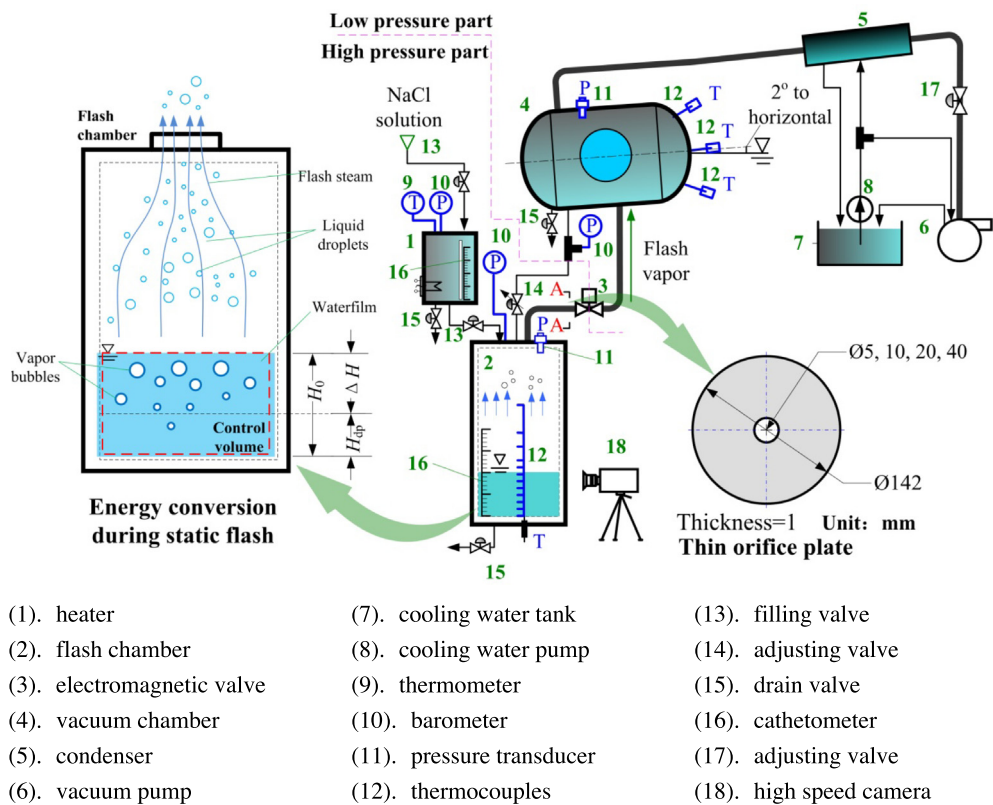 Low pressure part
High pressure part
5
4
P
11
12
T
12
T
12
T
2° to
horizontal
17
NaCl
solution
13
9
10
T
P
1
16
15
13
10
P
15
P
10
14
A
A
3
Flash
vapor
7
8
6
Flash
chamber
Flash steam
Liquid
droplets
Waterfilm
Vapor
bubbles
Control
volume
H0
ΔH
Hdp
Energy conversion
during static flash
2
P
11
16
12
T
15
18
Ø5, 10, 20, 40
Ø142
Thickness=1 Unit: mm
Thin orifice plate
(1). heater
(2). flash chamber
(3). electromagnetic valve
(4). vacuum chamber
(5). condenser
(6). vacuum pump
(7). cooling water tank
(8). cooling water pump
(9). thermometer
(10). barometer
(11). pressure transducer
(12). thermocouples
(13). filling valve
(14). adjusting valve
(15). drain valve
(16). cathetometer
(17). adjusting valve
(18). high speed camera